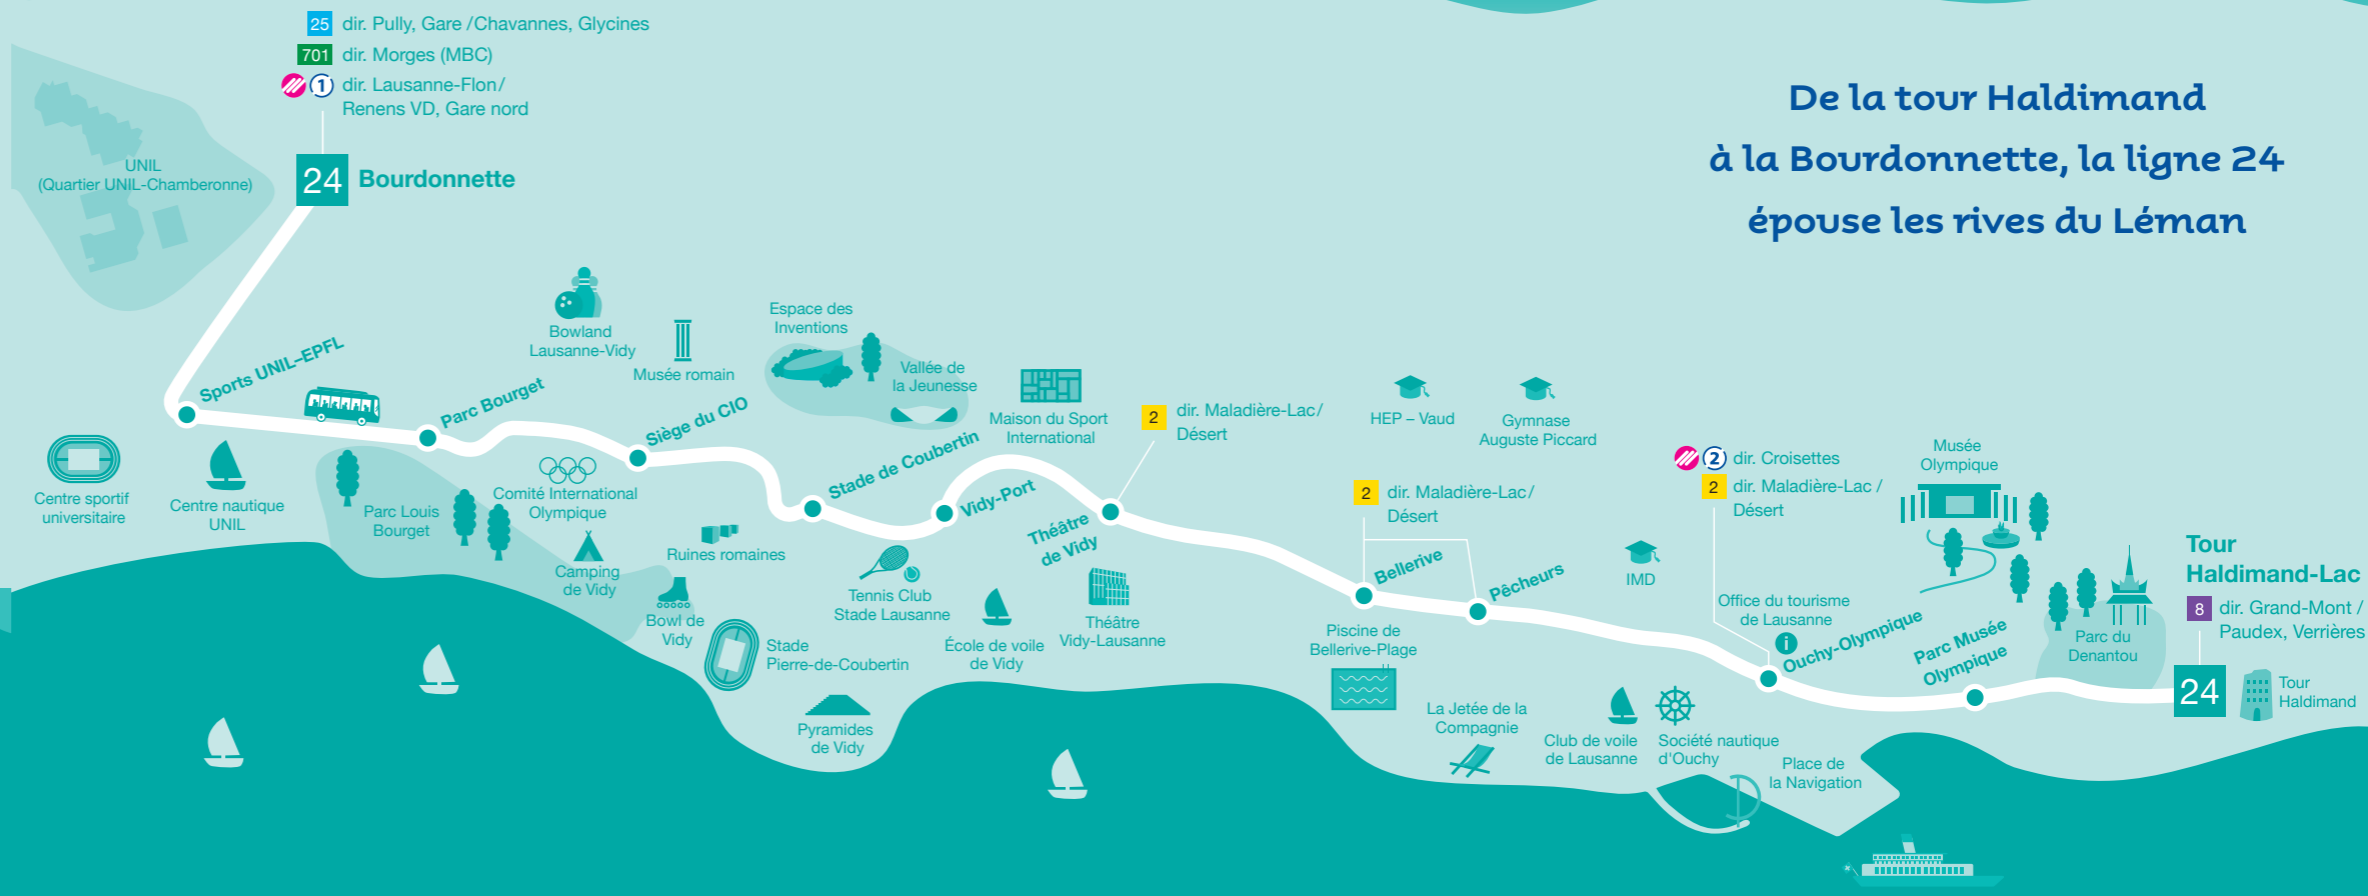 25 dir. Pully, Gare / Chavannes, Glycines
701 dir. Morges (MBC)
1 dir. Lausanne-Flon /
Renens VD, Gare nord
24 Bourdonnette
De la tour Haldimand
à la Bourdonnette, la ligne 24
épouse les rives du Léman
UNIL
(Quartier UNIL-Chamberonne)
Sports UNIL–EPFL
Centre sportif
universitaire
Centre nautique
UNIL
Parc Bourget
Parc Louis
Bourget
Bowland
Lausanne-Vidy
Musée romain
Comité International
Olympique
Siège du CIO
Camping
de Vidy
Ruines romaines
Bowl de
Vidy
Espace des
Inventions
Vallée de
la Jeunesse
Stade de Coubertin
Stade
Pierre-de-Coubertin
Pyramides
de Vidy
Tennis Club
Stade Lausanne
Maison du Sport
International
Vidy-Port
École de voile
de Vidy
2 dir. Maladière-Lac /
Désert
Théâtre
de Vidy
Théâtre
Vidy-Lausanne
HEP – Vaud
Gymnase
Auguste Piccard
2 dir. Maladière-Lac /
Désert
Bellerive
Piscine de
Bellerive-Plage
Pêcheurs
La Jetée de la
Compagnie
IMD
Club de voile
de Lausanne
Société nautique
d'Ouchy
Place de
la Navigation
2 dir. Croisettes
2 dir. Maladière-Lac /
Désert
Office du tourisme
de Lausanne
i
Ouchy-Olympique
Musée
Olympique
Parc Musée
Olympique
Parc du
Denantou
Tour
Haldimand-Lac
8 dir. Grand-Mont /
Paudex, Verrières
24
Tour
Haldimand